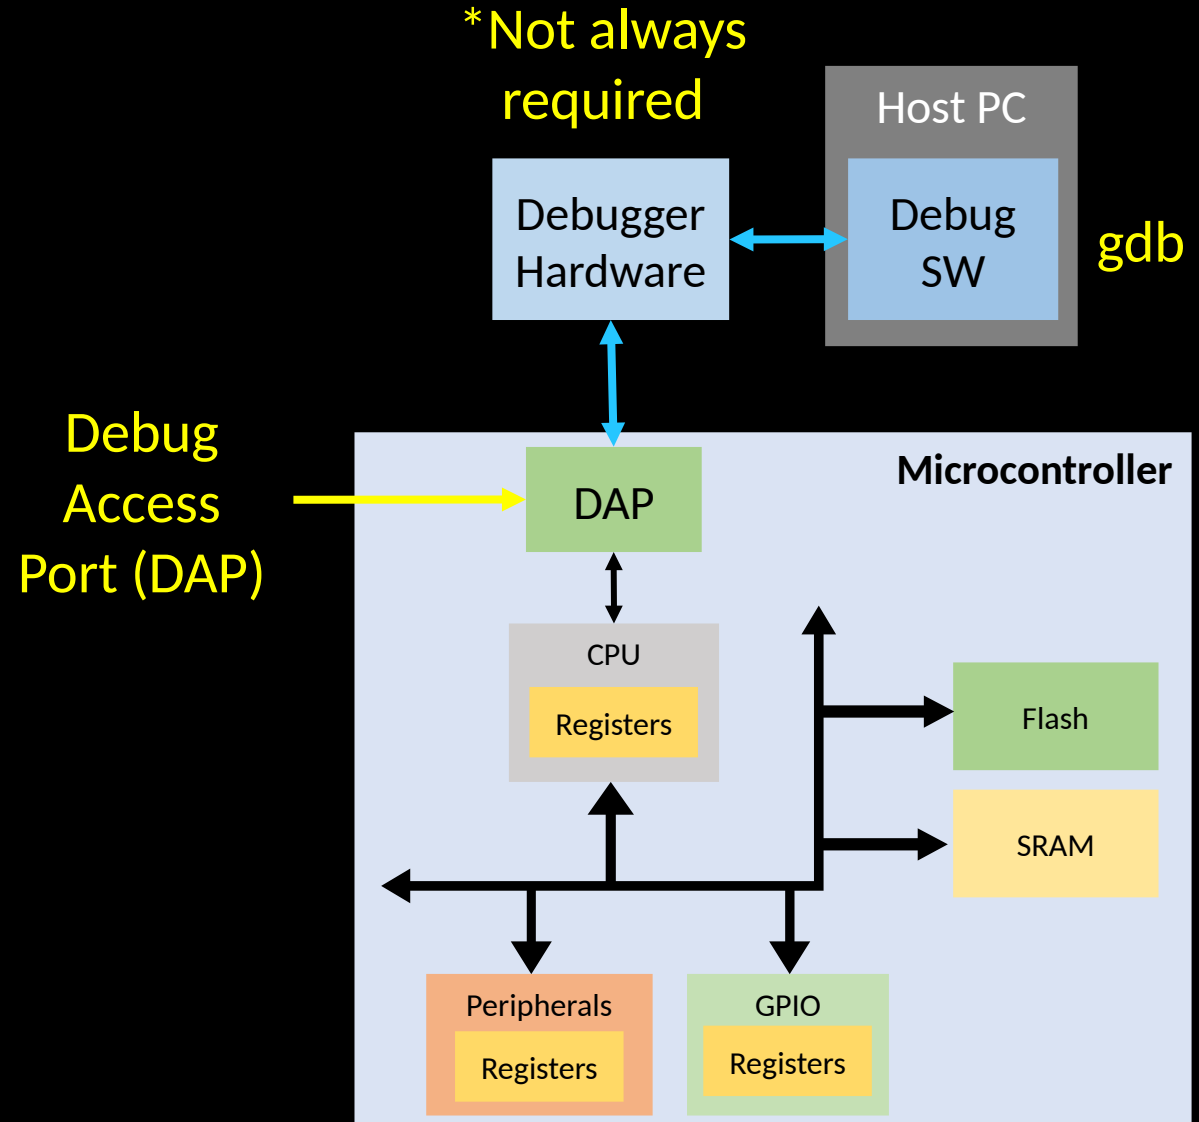 *Not always
required
Host PC
Debugger
Hardware
Debug
SW
gdb
Debug
Access
Port (DAP)
Microcontroller
DAP
CPU
Registers
Flash
SRAM
Peripherals
Registers
GPIO
Registers